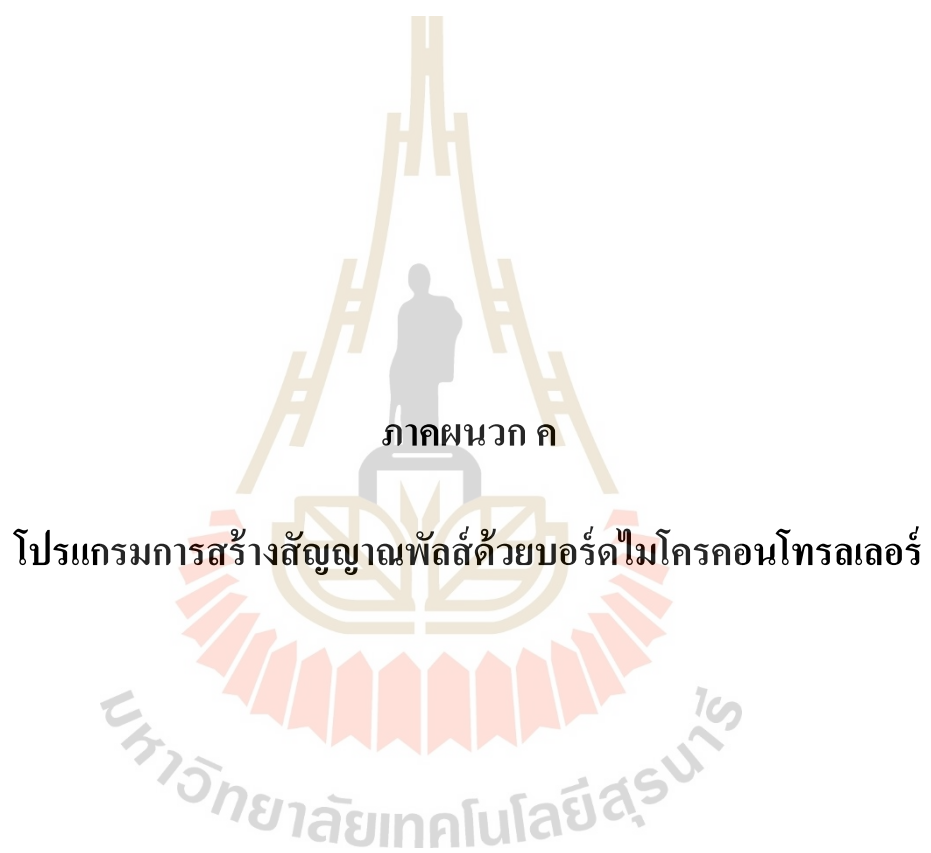 ภาคผนวก ค
โปรแกรมการสร้างสัญญาณพัลส์ด้วยบอร์ดไมโครคอนโทรลเลอร์
มหาวิทยาลัยเทคโนโลยีสุรนารี